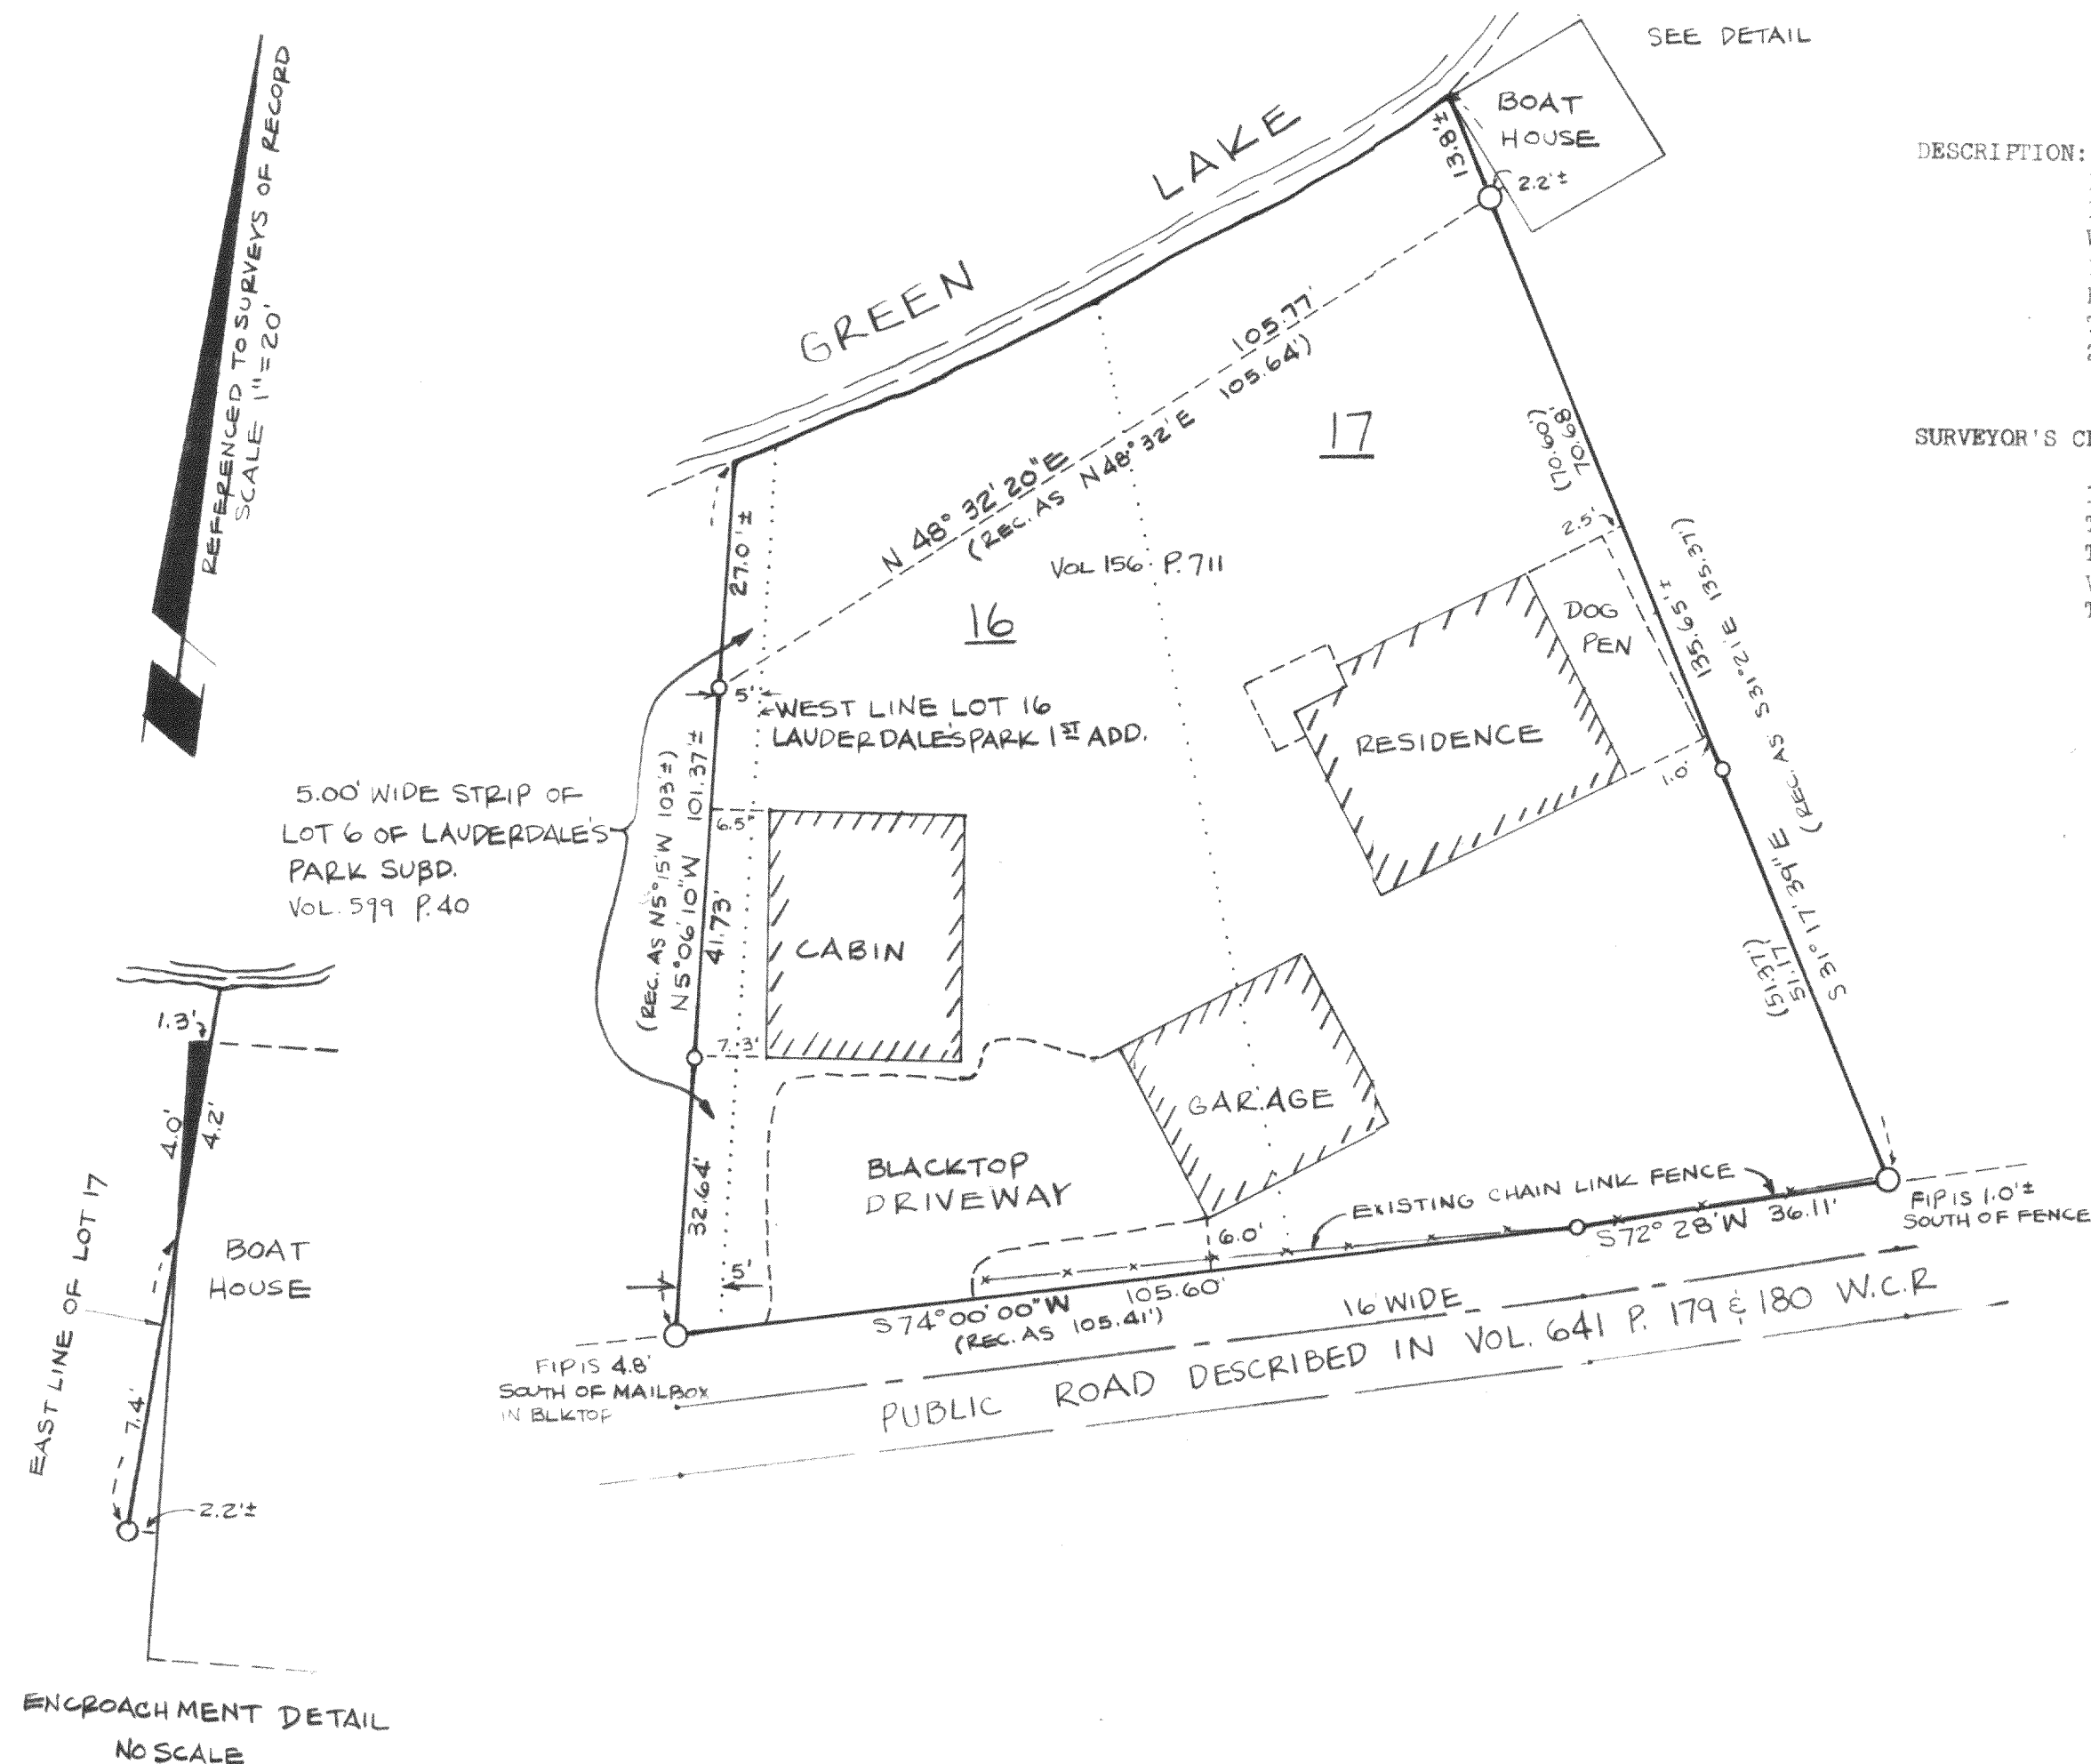 REFERENCED TO SURVEYS OF RECORD
SCALE 1"=20'
SEE DETAIL
BOAT
HOUSE
DESCRIPTION:
SURVEYOR'S
GREEN LAKE
13.8'±
2.2'±
105.77'
N 48° 32' 20" E
(REC. AS N 48° 32' E 105.64')
17
VOL 156 P. 711
16
27.0'±
5'
WEST LINE LOT 16
LAUDERDALE'S PARK 1ST ADD.
70.68'
(70.60')
2.5'
DOG
PEN
RESIDENCE
135.65'±
(REC. AS S31°21'E 135.37')
S 31° 17' 39" E
51.17'
(51.37')
5.00' WIDE STRIP OF
LOT 6 OF LAUDERDALE'S
PARK SUBD.
VOL. 599 P. 40
(REC. AS N5°15'W 103'±)
N5°06'10"W 101.37'±
41.73'
6.5'
CABIN
7.3'
GARAGE
BLACKTOP
DRIVEWAY
32.64'
5'
6.0'
EXISTING CHAIN LINK FENCE
S 74° 00' 00" W 105.60'
(REC. AS 105.41')
S 72° 28' W 36.11'
FIP IS 1.0'±
SOUTH OF FENCE
FIP IS 4.8'
SOUTH OF MAILBOX
IN BLKTOP
16' WIDE
PUBLIC ROAD DESCRIBED IN VOL. 641 P. 179 & 180 W.C.R
1.3'
4.0'
4.2'
EAST LINE OF LOT 17
BOAT
HOUSE
7.4'
2.2'±
ENCROACHMENT DETAIL
NO SCALE